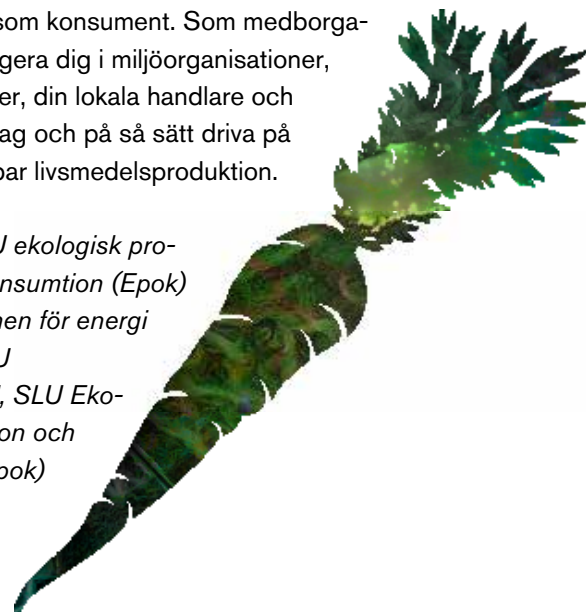 som konsument. Som medborga-
gera dig i miljöorganisationer,
er, din lokala handlare och
ag och på så sätt driva på
bar livsmedelsproduktion.
U ekologisk pro-
nsumtion (Epok)
nen för energi
U
, SLU Eko-
on och
pok)